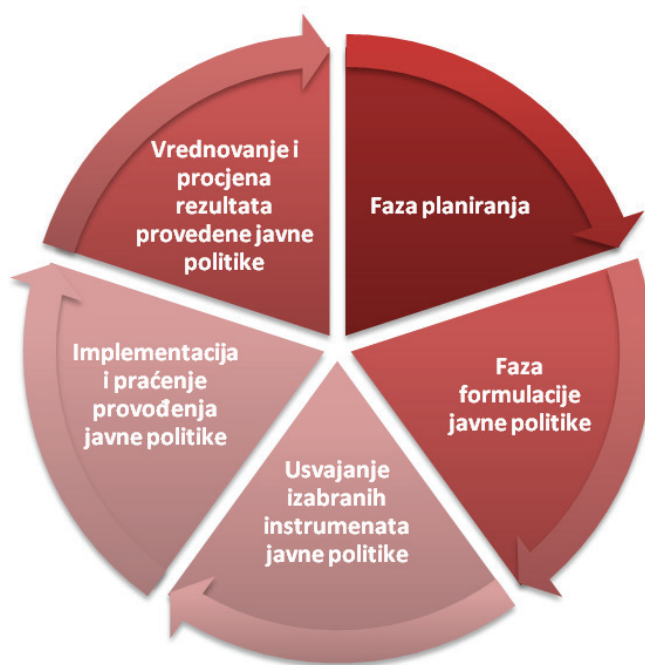 Faza planiranja
Faza
formulacije
javne politike
Usvajanje
izabranih
instrumenata
javne politike
Implementacija
i praćenje
provođenja
javne politike
Vrednovanje i
procjena
rezultata
provedene javne
politike